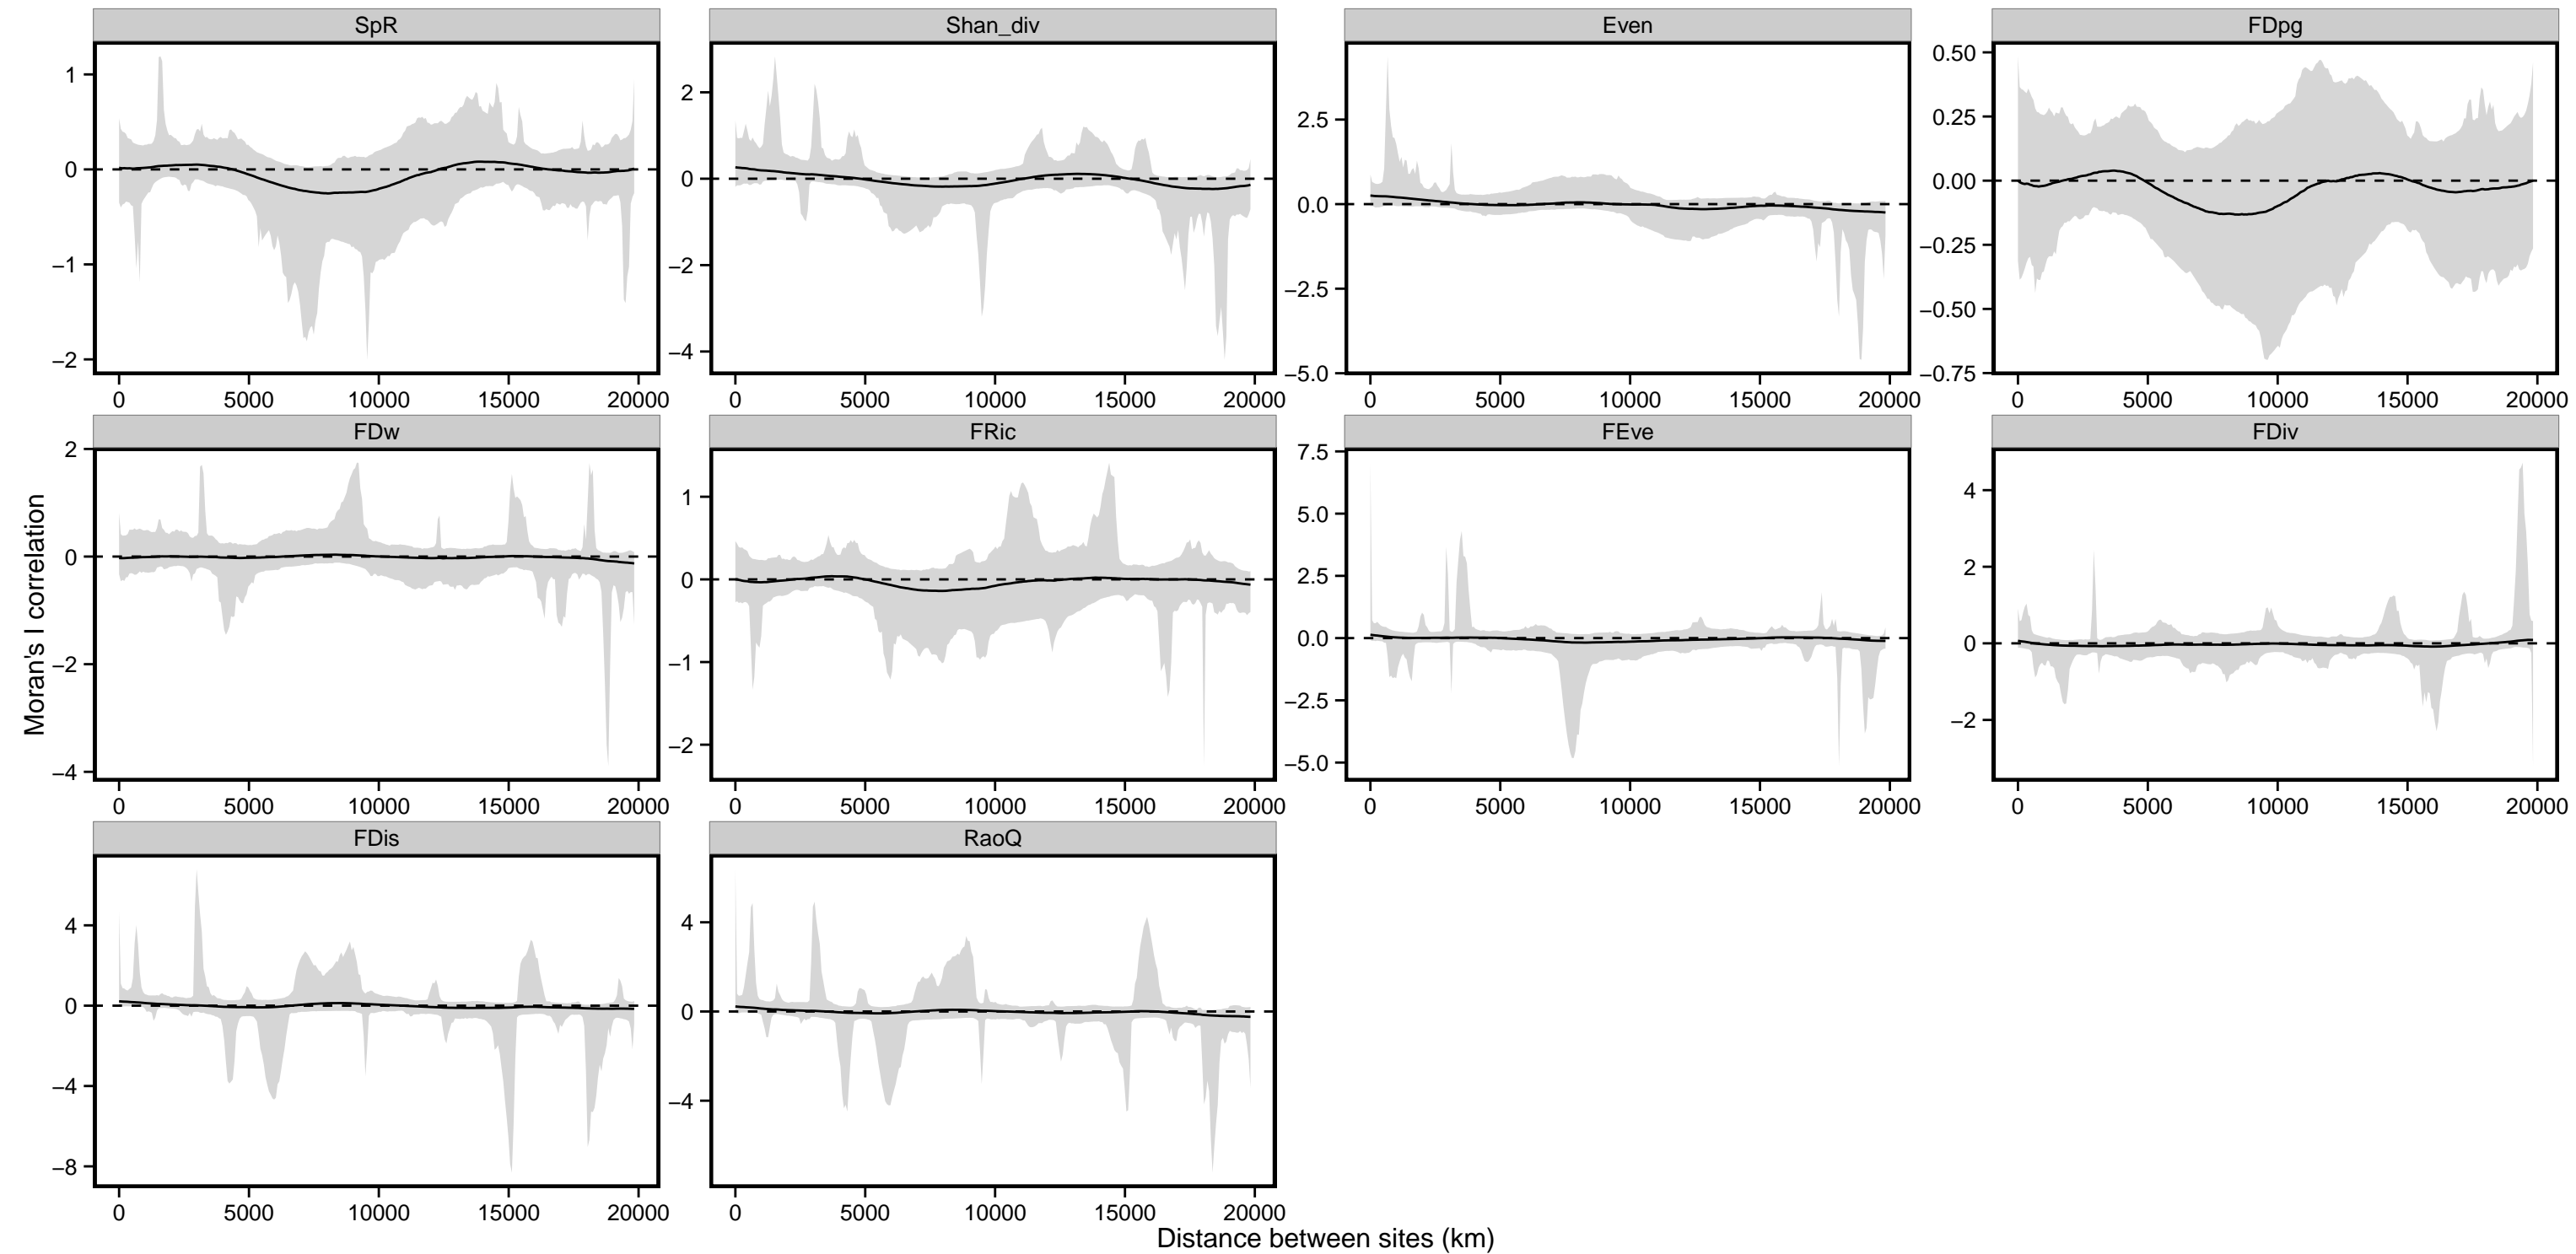 SpR Shan_div Even FDpg
1 0 −1 −2
2 0 −2 −4
2.5 0.0 −2.5 −5.0
0.50 0.25 0.00 −0.25 −0.50 −0.75
0 5000 10000 15000 20000 0 5000 10000 15000 20000 0 5000 10000 15000 20000 0 5000 10000 15000 20000
FDw FRic FEve FDiv
2 0 −2 −4
1 0 −1 −2
7.5 5.0 2.5 0.0 −2.5 −5.0
4 2 0 −2
0 5000 10000 15000 20000 0 5000 10000 15000 20000 0 5000 10000 15000 20000 0 5000 10000 15000 20000
Moran's I correlation
FDis RaoQ
4 0 −4 −8
4 0 −4
0 5000 10000 15000 20000 0 5000 10000 15000 20000
Distance between sites (km)